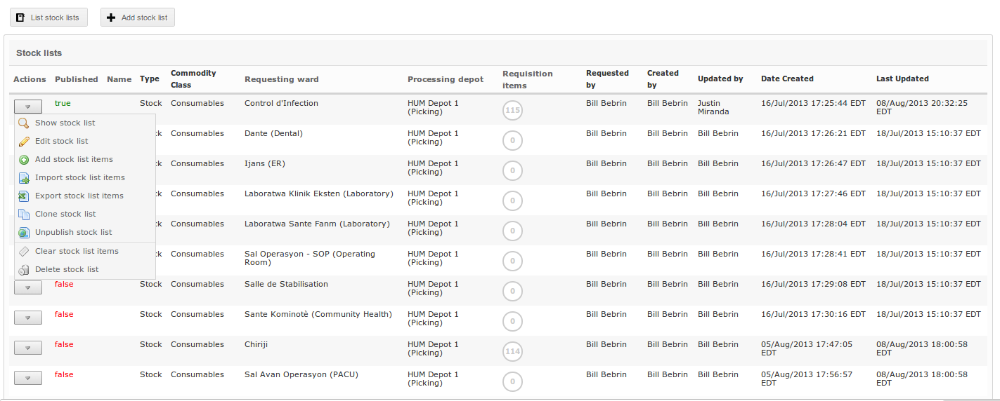 List stock lists Add stock list
Stock lists
Actions Published Name Type Commodity Class Requesting ward Processing depot Requisition items Requested by Created by Updated by Date Created Last Updated
true Stock Consumables Control d'Infection HUM Depot 1 (Picking) 115 Bill Bebrin Bill Bebrin Justin Miranda 16/Jul/2013 17:25:44 EDT 08/Aug/2013 20:32:25 EDT
Show stock list
Edit stock list
Add stock list items
Import stock list items
Export stock list items
Clone stock list
Unpublish stock list
Clear stock list items
Delete stock list
ck Consumables Dante (Dental) HUM Depot 1 (Picking) 0 Bill Bebrin Bill Bebrin Bill Bebrin 16/Jul/2013 17:26:21 EDT 18/Jul/2013 15:10:37 EDT
ck Consumables Ijans (ER) HUM Depot 1 (Picking) 0 Bill Bebrin Bill Bebrin Bill Bebrin 16/Jul/2013 17:26:47 EDT 18/Jul/2013 15:10:37 EDT
ck Consumables Laboratwa Klinik Eksten (Laboratory) HUM Depot 1 (Picking) 0 Bill Bebrin Bill Bebrin Bill Bebrin 16/Jul/2013 17:27:46 EDT 18/Jul/2013 15:10:37 EDT
ck Consumables Laboratwa Sante Fanm (Laboratory) HUM Depot 1 (Picking) 0 Bill Bebrin Bill Bebrin Bill Bebrin 16/Jul/2013 17:28:04 EDT 18/Jul/2013 15:10:37 EDT
ck Consumables Sal Operasyon - SOP (Operating Room) HUM Depot 1 (Picking) 0 Bill Bebrin Bill Bebrin Bill Bebrin 16/Jul/2013 17:28:41 EDT 18/Jul/2013 15:10:37 EDT
false Stock Consumables Salle de Stabilisation HUM Depot 1 (Picking) 0 Bill Bebrin Bill Bebrin Bill Bebrin 16/Jul/2013 17:29:08 EDT 18/Jul/2013 15:10:37 EDT
false Stock Consumables Sante Kominotè (Community Health) HUM Depot 1 (Picking) 0 Bill Bebrin Bill Bebrin Bill Bebrin 16/Jul/2013 17:30:16 EDT 18/Jul/2013 15:10:37 EDT
false Stock Consumables Chiriji HUM Depot 1 (Picking) 114 Bill Bebrin Bill Bebrin Bill Bebrin 05/Aug/2013 17:47:05 EDT 08/Aug/2013 18:00:58 EDT
false Stock Consumables Sal Avan Operasyon (PACU) HUM Depot 1 (Picking) 0 Bill Bebrin Bill Bebrin Bill Bebrin 05/Aug/2013 17:56:57 EDT 08/Aug/2013 18:00:58 EDT